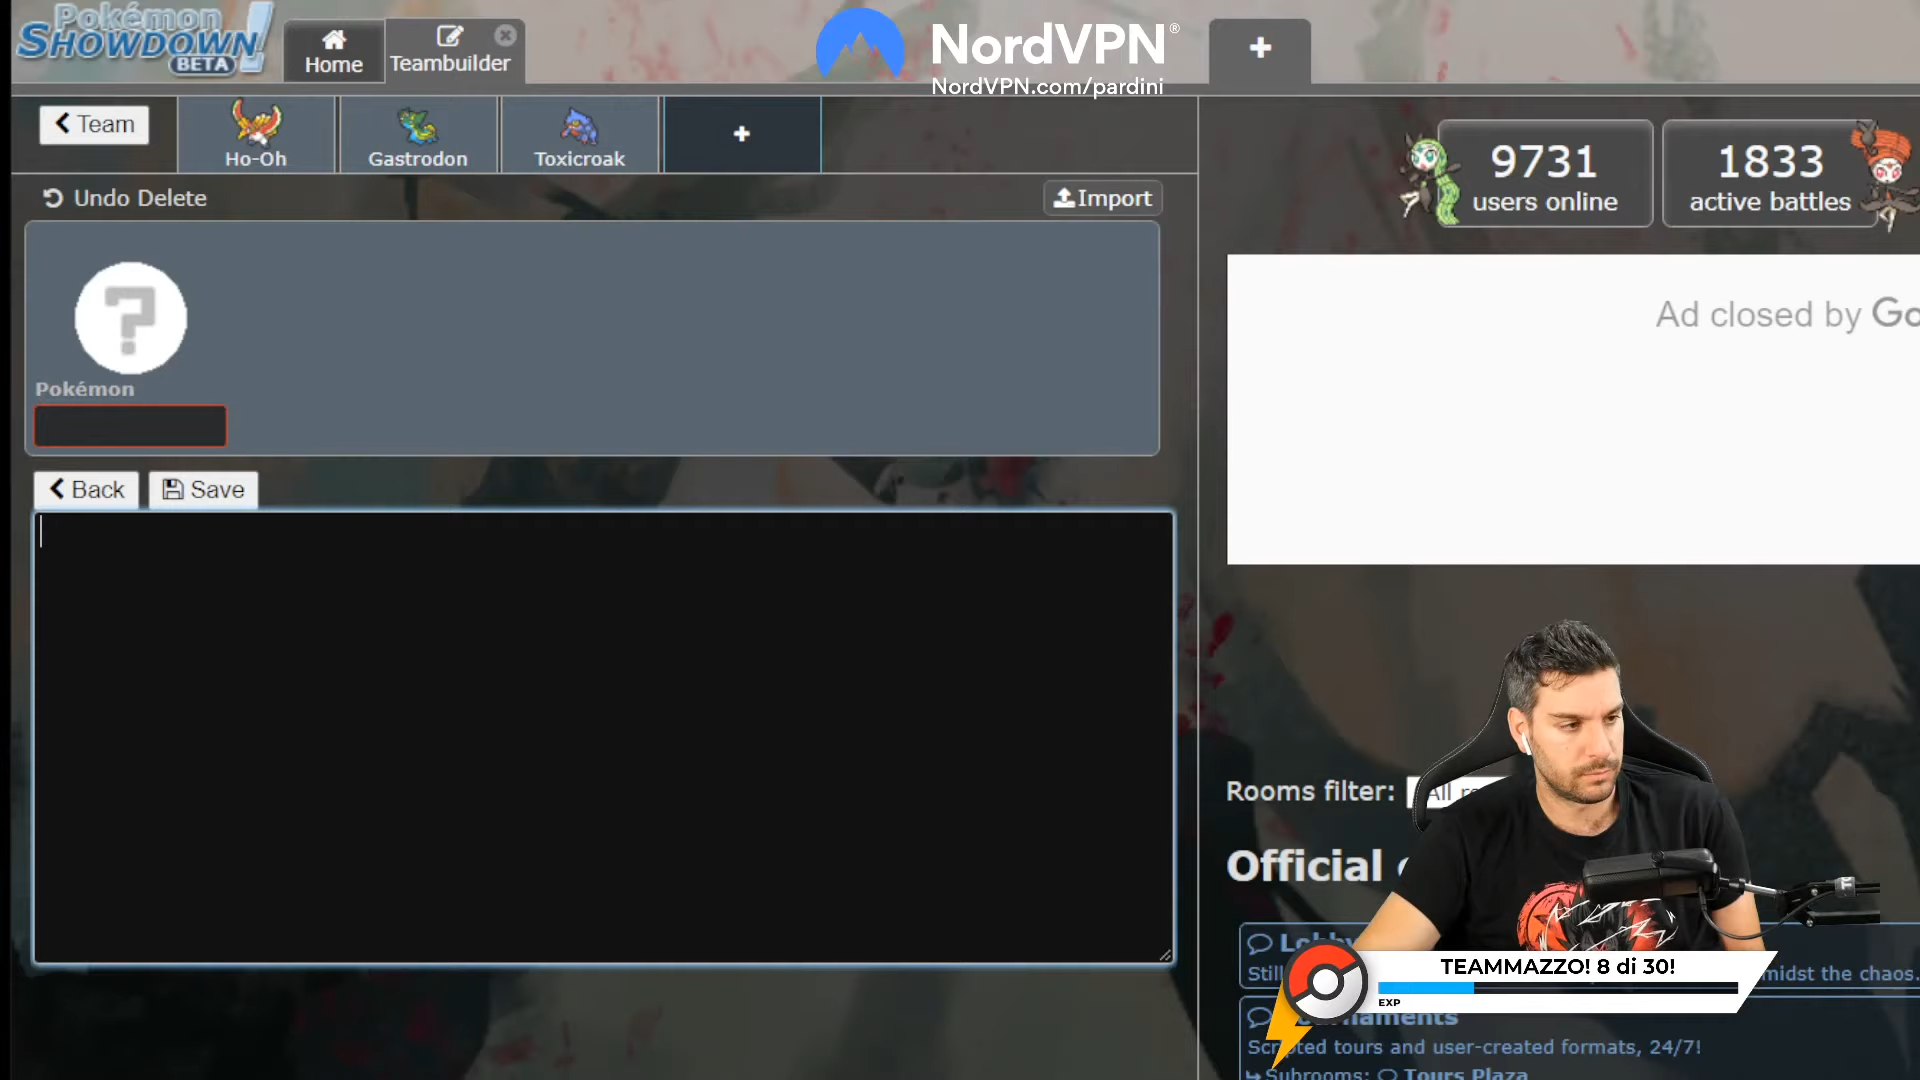 Pokémon
SHOWDOWN!
BETA
Home
Teambuilder
NordVPN®
NordVPN.com/pardini
+
Team
Ho-Oh
Gastrodon
Toxicroak
+
Undo Delete
Import
9731
users online
1833
active battles
?
Pokémon
Ad closed by
Back
Save
Rooms filter:
All
Official
Still
midst the chaos.
TEAMMAZZO! 8 di 30!
EXP
Scripted tours and user-created formats, 24/7!
Subrooms: Tours Plaza